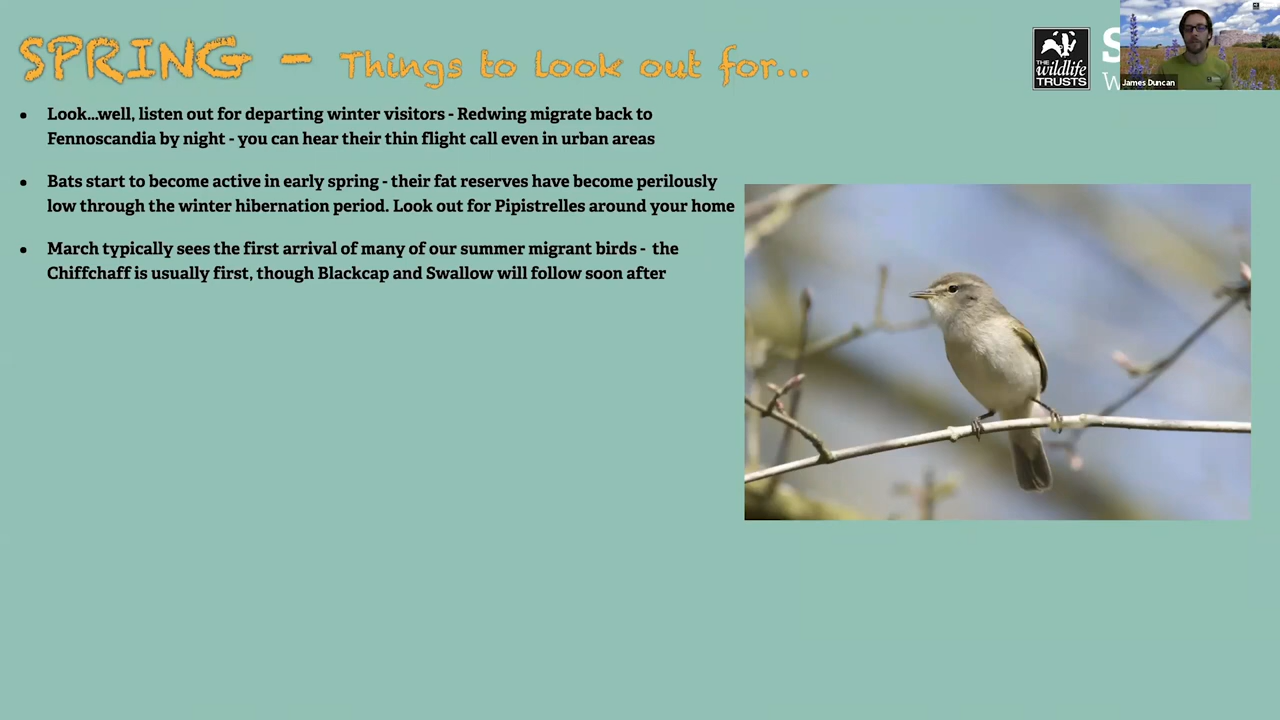 SPRING - Things to look out for...
THE
wildlife
TRUSTS
S
W
James Duncan
• Look...well, listen out for departing winter visitors - Redwing migrate back to
Fennoscandia by night - you can hear their thin flight call even in urban areas
• Bats start to become active in early spring - their fat reserves have become perilously
low through the winter hibernation period. Look out for Pipistrelles around your home
• March typically sees the first arrival of many of our summer migrant birds - the
Chiffchaff is usually first, though Blackcap and Swallow will follow soon after